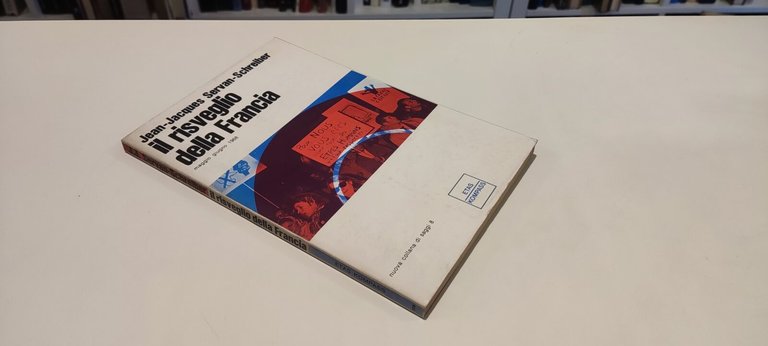 Jean-Jacques Servan-Schreiber
il risveglio
della Francia
maggio giugno 1968
NOUS
ETAS
KOMPASS
nuova collana di saggi 8
il risveglio della Francia